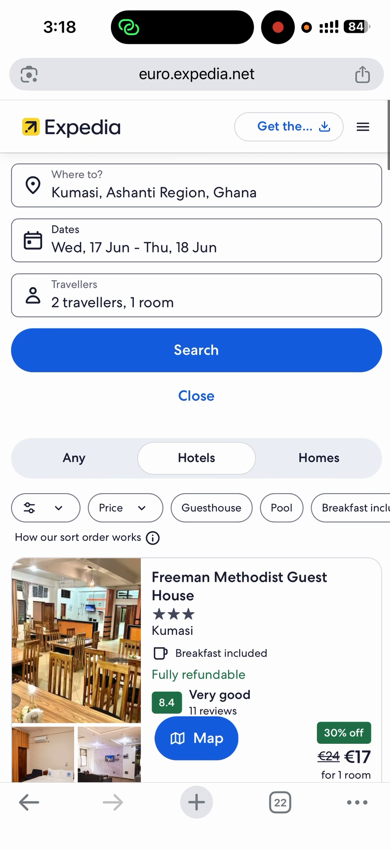 3:18
84
euro.expedia.net
Expedia
Get the...
Where to?
Kumasi, Ashanti Region, Ghana
Dates
Wed, 17 Jun - Thu, 18 Jun
Travellers
2 travellers, 1 room
Search
Close
Any
Hotels
Homes
Price
Guesthouse
Pool
Breakfast inclu
How our sort order works
Freeman Methodist Guest
House
Kumasi
Breakfast included
Fully refundable
8.4
Very good
11 reviews
Map
30% off
€24 €17
for 1 room
22